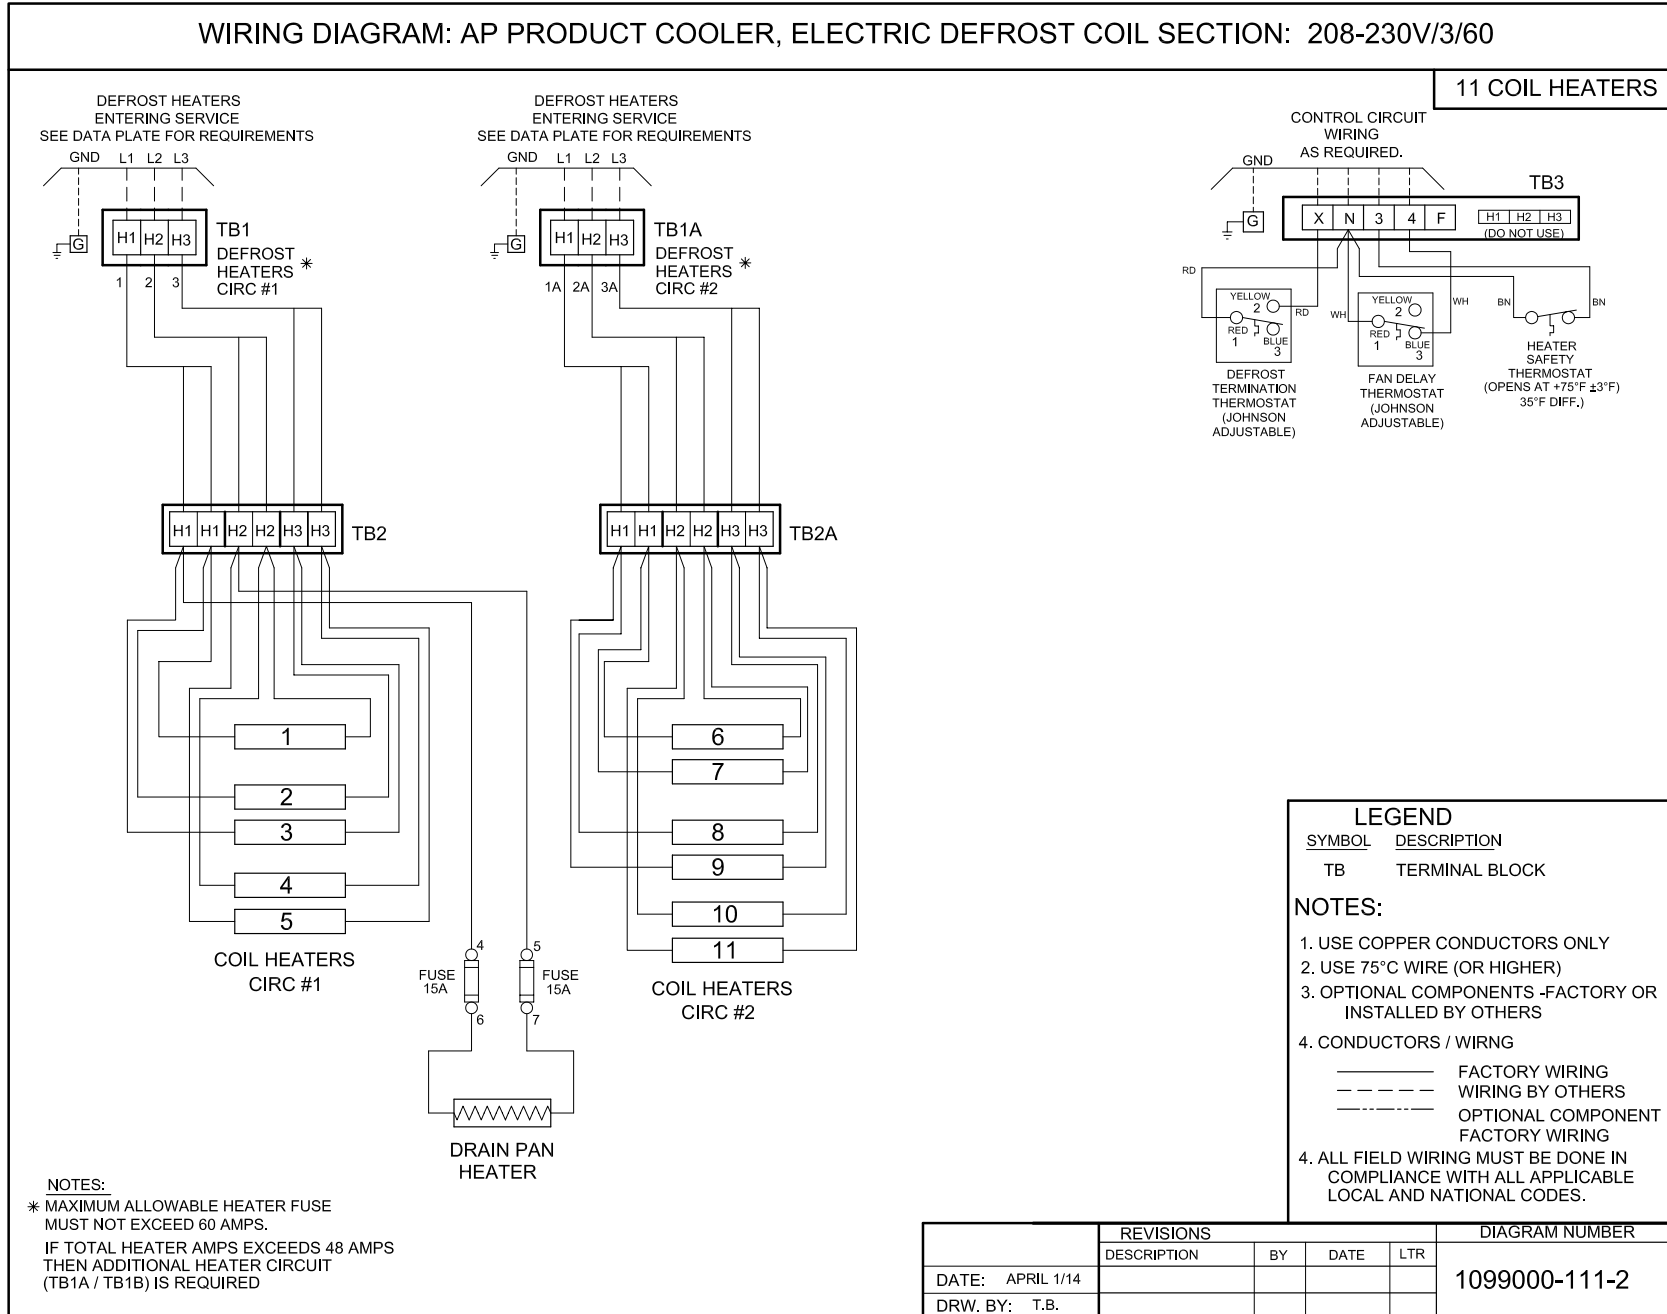 WIRING DIAGRAM: AP PRODUCT COOLER, ELECTRIC DEFROST COIL SECTION: 208-230V/3/60
11 COIL HEATERS
DEFROST HEATERS
ENTERING SERVICE
SEE DATA PLATE FOR REQUIREMENTS
GND L1 L2 L3
G
H1 H2 H3
TB1
DEFROST
HEATERS *
CIRC #1
1 2 3
DEFROST HEATERS
ENTERING SERVICE
SEE DATA PLATE FOR REQUIREMENTS
GND L1 L2 L3
G
H1 H2 H3
TB1A
DEFROST
HEATERS *
CIRC #2
1A 2A 3A
CONTROL CIRCUIT
WIRING
AS REQUIRED.
GND
TB3
G
X N 3 4 F
H1 H2 H3
(DO NOT USE)
RD
YELLOW
2
RD
RED
1
BLUE
3
DEFROST
TERMINATION
THERMOSTAT
(JOHNSON
ADJUSTABLE)
WH
YELLOW
2
WH
RED
1
BLUE
3
FAN DELAY
THERMOSTAT
(JOHNSON
ADJUSTABLE)
BN
BN
HEATER
SAFETY
THERMOSTAT
(OPENS AT +75°F ±3°F)
35°F DIFF.)
H1 H1 H2 H2 H3 H3
TB2
1
2
3
4
5
COIL HEATERS
CIRC #1
H1 H1 H2 H2 H3 H3
TB2A
6
7
8
9
10
11
COIL HEATERS
CIRC #2
4
5
FUSE
15A
FUSE
15A
6
7
DRAIN PAN
HEATER
NOTES:
* MAXIMUM ALLOWABLE HEATER FUSE
MUST NOT EXCEED 60 AMPS.
IF TOTAL HEATER AMPS EXCEEDS 48 AMPS
THEN ADDITIONAL HEATER CIRCUIT
(TB1A / TB1B) IS REQUIRED
LEGEND
SYMBOL DESCRIPTION
TB TERMINAL BLOCK
NOTES:
1. USE COPPER CONDUCTORS ONLY
2. USE 75°C WIRE (OR HIGHER)
3. OPTIONAL COMPONENTS -FACTORY OR
INSTALLED BY OTHERS
4. CONDUCTORS / WIRNG
FACTORY WIRING
WIRING BY OTHERS
OPTIONAL COMPONENT
FACTORY WIRING
4. ALL FIELD WIRING MUST BE DONE IN
COMPLIANCE WITH ALL APPLICABLE
LOCAL AND NATIONAL CODES.
REVISIONS
DESCRIPTION BY DATE LTR
DATE: APRIL 1/14
DRW. BY: T.B.
DIAGRAM NUMBER
1099000-111-2